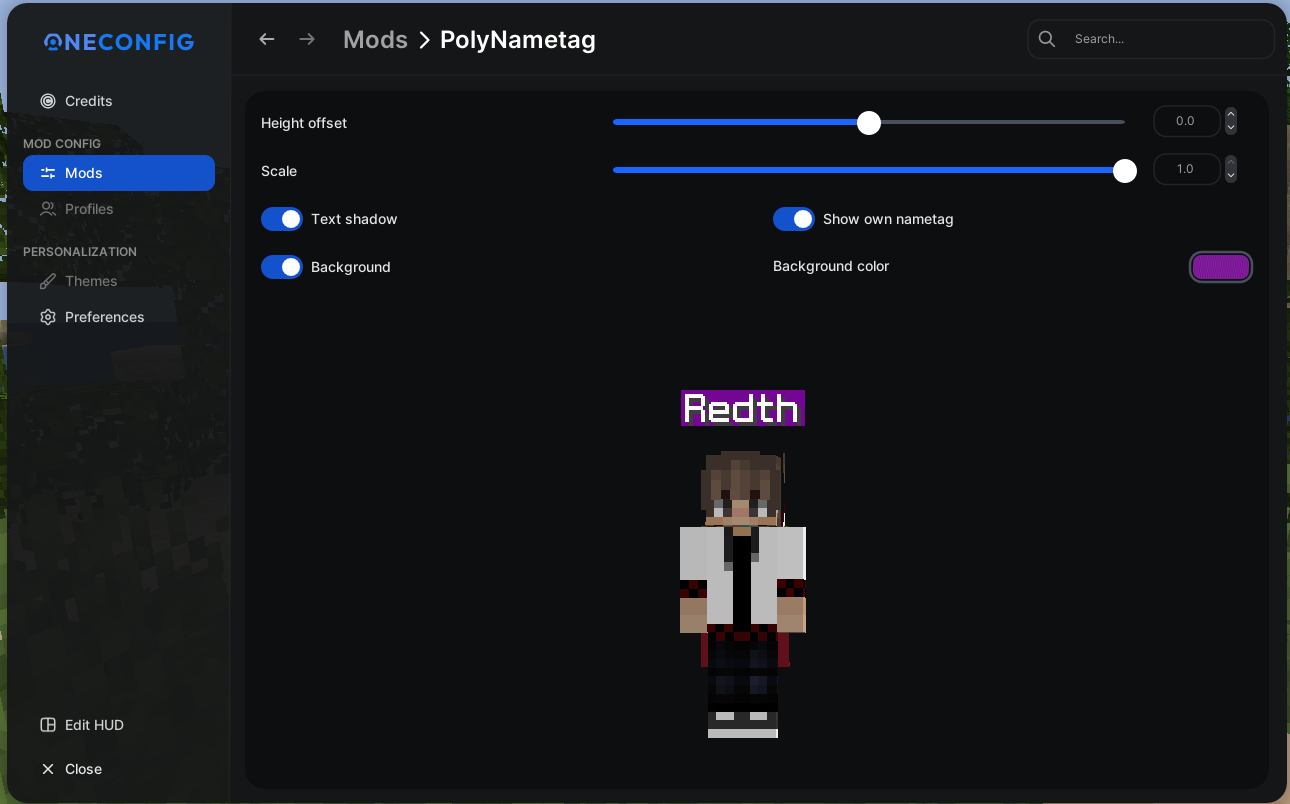 ONECONFIG
Mods > PolyNametag
Search...
Credits
MOD CONFIG
Mods
Profiles
PERSONALIZATION
Themes
Preferences
Edit HUD
Close
Height offset
0.0
Scale
1.0
Text shadow
Show own nametag
Background
Background color
Redth